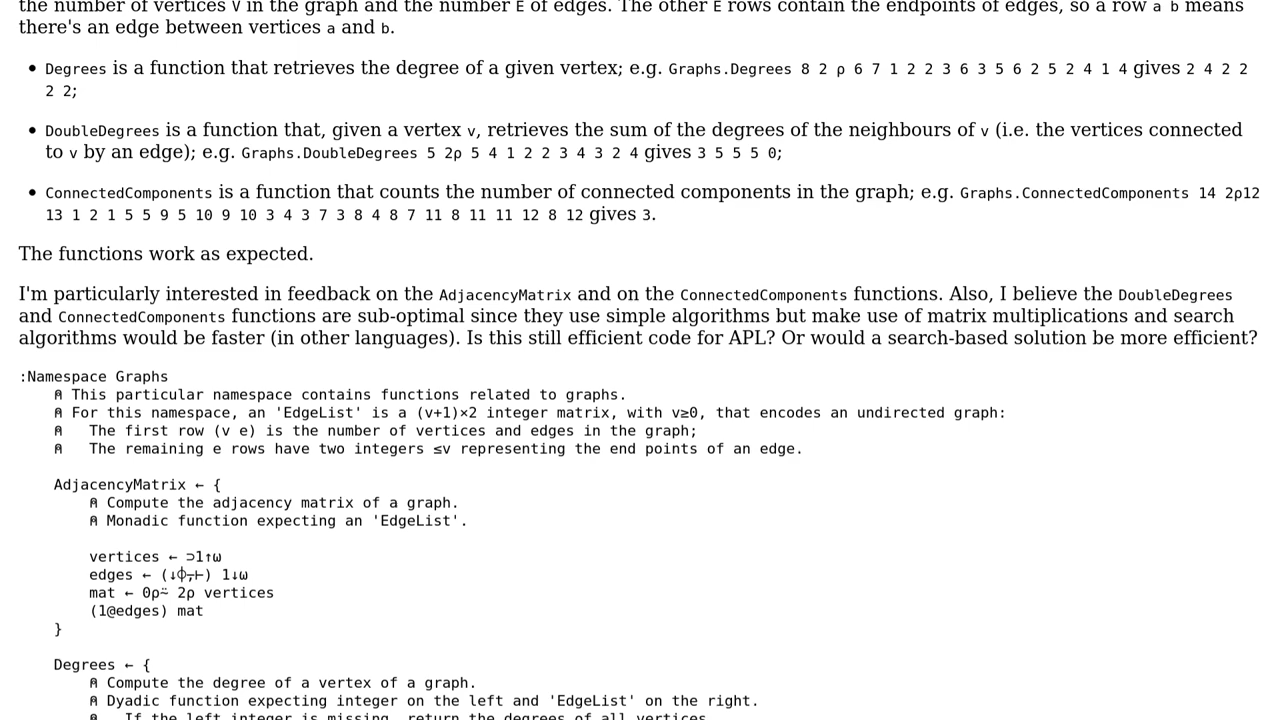 the number of vertices V in the graph and the number E of edges. The other E rows contain the endpoints of edges, so a row a b means
there's an edge between vertices a and b.
• Degrees is a function that retrieves the degree of a given vertex; e.g. Graphs.Degrees 8 2 ⍴ 6 7 1 2 2 3 6 3 5 6 2 5 2 4 1 4 gives 2 4 2 2
2 2;
• DoubleDegrees is a function that, given a vertex v, retrieves the sum of the degrees of the neighbours of v (i.e. the vertices connected
to v by an edge); e.g. Graphs.DoubleDegrees 5 2⍴ 5 4 1 2 2 3 4 3 2 4 gives 3 5 5 5 0;
• ConnectedComponents is a function that counts the number of connected components in the graph; e.g. Graphs.ConnectedComponents 14 2⍴12
13 1 2 1 5 5 9 5 10 9 10 3 4 3 7 3 8 4 8 7 11 8 11 11 12 8 12 gives 3.
The functions work as expected.
I'm particularly interested in feedback on the AdjacencyMatrix and on the ConnectedComponents functions. Also, I believe the DoubleDegrees
and ConnectedComponents functions are sub-optimal since they use simple algorithms but make use of matrix multiplications and search
algorithms would be faster (in other languages). Is this still efficient code for APL? Or would a search-based solution be more efficient?
:Namespace Graphs
⍝ This particular namespace contains functions related to graphs.
⍝ For this namespace, an 'EdgeList' is a (v+1)×2 integer matrix, with v≥0, that encodes an undirected graph:
⍝   The first row (v e) is the number of vertices and edges in the graph;
⍝   The remaining e rows have two integers ≤v representing the end points of an edge.
AdjacencyMatrix ← {
⍝ Compute the adjacency matrix of a graph.
⍝ Monadic function expecting an 'EdgeList'.
vertices ← ⊃1↑⍵
edges ← (↓⌽⍪⊢) 1↓⍵
mat ← 0⍴⍨ 2⍴ vertices
(1@edges) mat
}
Degrees ← {
⍝ Compute the degree of a vertex of a graph.
⍝ Dyadic function expecting integer on the left and 'EdgeList' on the right.
⍝   If the left integer is missing, return the degrees of all vertices.